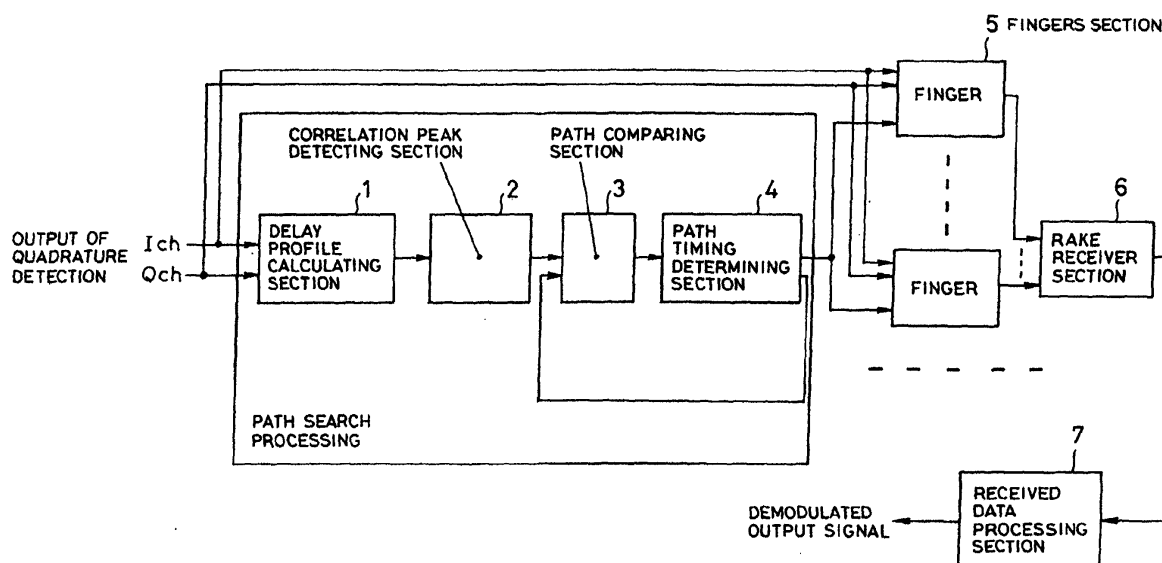 5 FINGERS SECTION
FINGER
CORRELATION PEAK
DETECTING SECTION
PATH COMPARING
SECTION
1
2
3
4
6
OUTPUT OF
QUADRATURE
DETECTION
Ich
Qch
DELAY
PROFILE
CALCULATING
SECTION
PATH
TIMING
DETERMINING
SECTION
FINGER
RAKE
RECEIVER
SECTION
PATH SEARCH
PROCESSING
7
DEMODULATED
OUTPUT SIGNAL
RECEIVED
DATA
PROCESSING
SECTION